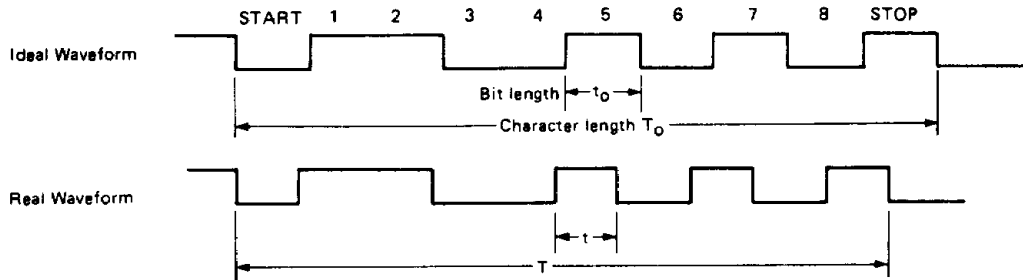 START 1 2 3 4 5 6 7 8 STOP
Ideal Waveform
Bit length t₀
Character length T₀
Real Waveform
t
T